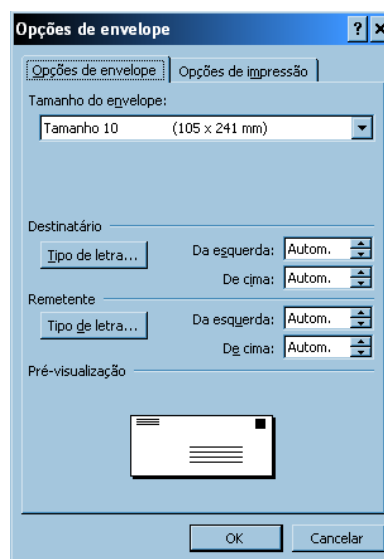 Opções de envelope
Opções de envelope Opções de impressão
Tamanho do envelope:
Tamanho 10 (105 x 241 mm)
Destinatário
Tipo de letra... Da esquerda: Autom.
De cima: Autom.
Remetente
Tipo de letra... Da esquerda: Autom.
De cima: Autom.
Pré-visualização
OK Cancelar